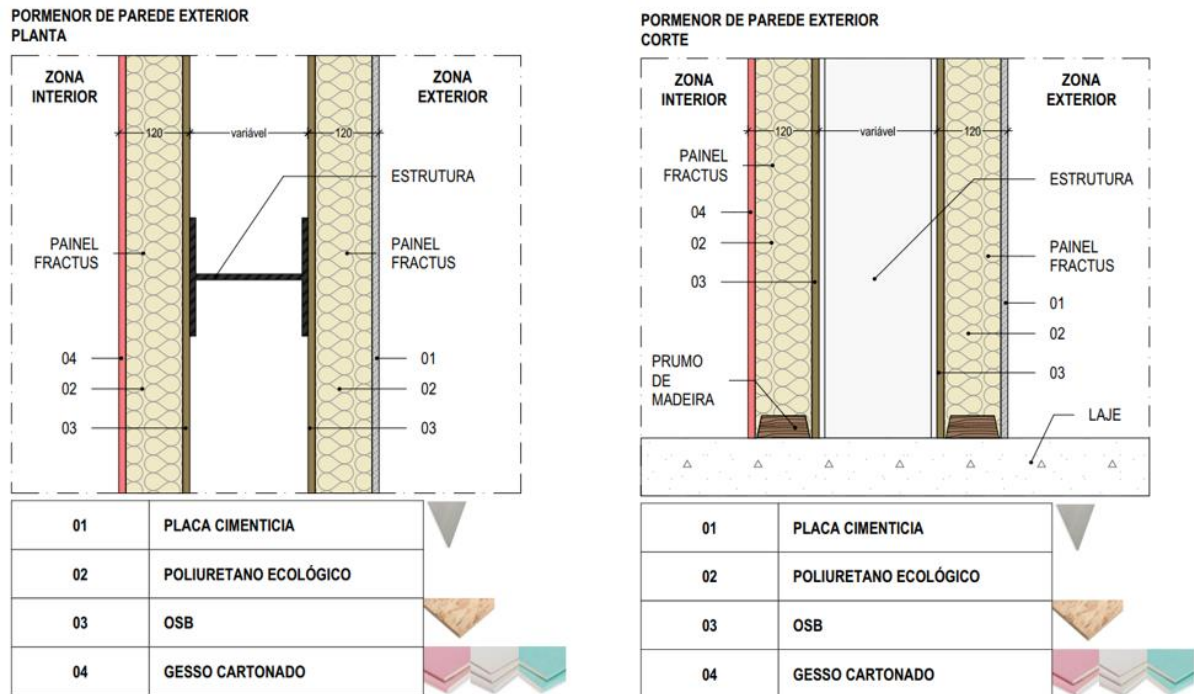 PORMENOR DE PAREDE EXTERIOR
PLANTA
ZONA
INTERIOR
ZONA
EXTERIOR
120
variável
120
ESTRUTURA
PAINEL
FRACTUS
PAINEL
FRACTUS
04
01
02
02
03
03
01 PLACA CIMENTICIA
02 POLIURETANO ECOLÓGICO
03 OSB
04 GESSO CARTONADO
PORMENOR DE PAREDE EXTERIOR
CORTE
ZONA
INTERIOR
ZONA
EXTERIOR
120
variável
120
PAINEL
FRACTUS
ESTRUTURA
04
02
PAINEL
FRACTUS
03
01
02
PRUMO
DE
MADEIRA
03
LAJE
01 PLACA CIMENTICIA
02 POLIURETANO ECOLÓGICO
03 OSB
04 GESSO CARTONADO